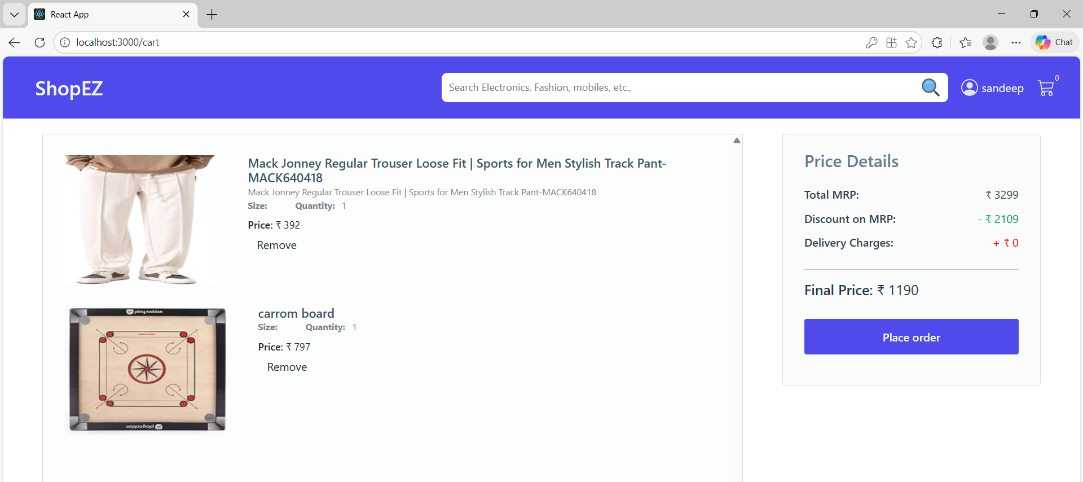 React App
localhost:3000/cart
Chat
ShopEZ
Search Electronics, Fashion, mobiles, etc.,
sandeep
0
Mack Jonney Regular Trouser Loose Fit | Sports for Men Stylish Track Pant-
MACK640418
Mack Jonney Regular Trouser Loose Fit | Sports for Men Stylish Track Pant-MACK640418
Size: Quantity: 1
Price: ₹ 392
Remove
carrom board
Size: Quantity: 1
Price: ₹ 797
Remove
Price Details
Total MRP: ₹ 3299
Discount on MRP: - ₹ 2109
Delivery Charges: + ₹ 0
Final Price: ₹ 1190
Place order